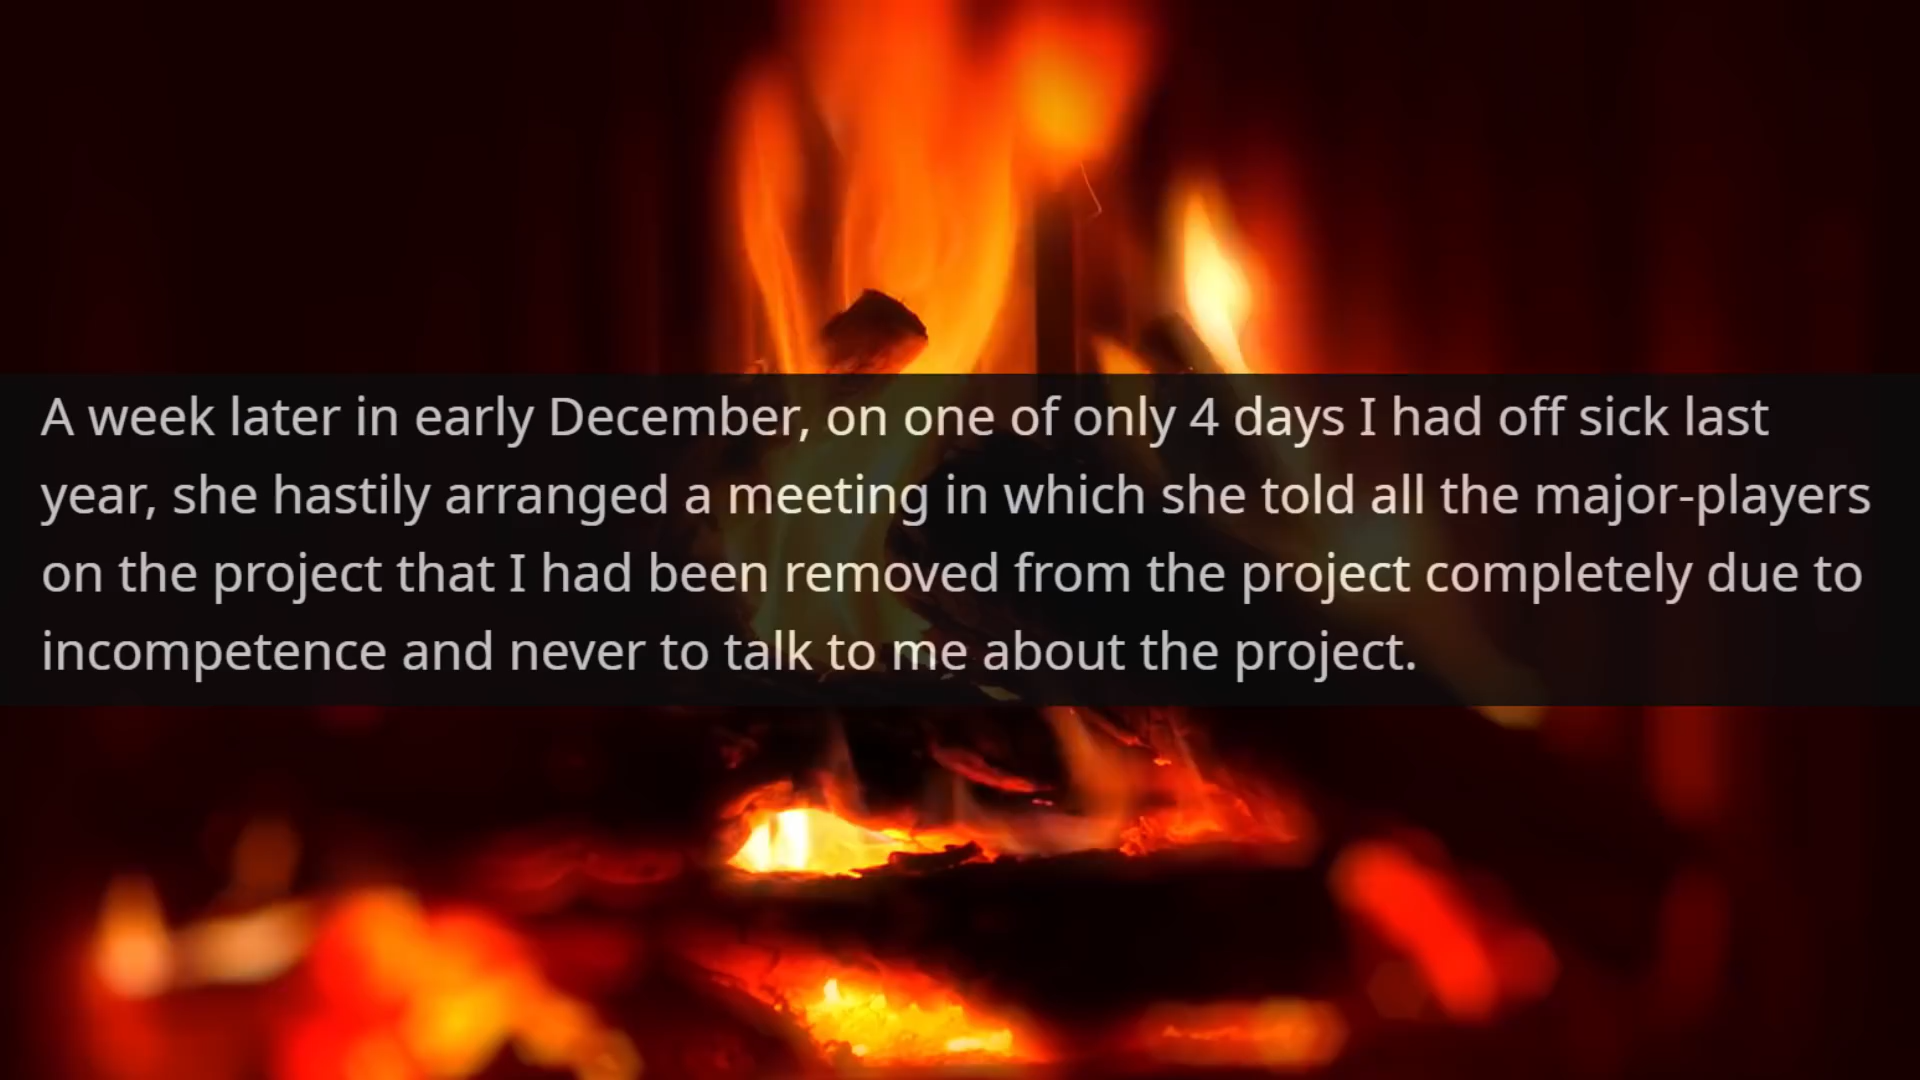 A week later in early December, on one of only 4 days I had off sick last
year, she hastily arranged a meeting in which she told all the major-players
on the project that I had been removed from the project completely due to
incompetence and never to talk to me about the project.